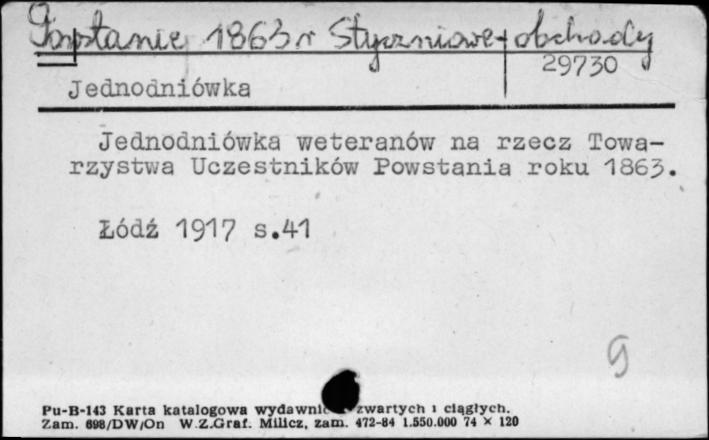 Powstanie 1863 r Styczniowe + obchody
29730
Jednodniówka
Jednodniówka weteranów na rzecz Towa-
rzystwa Uczestników Powstania roku 1863.
Łódź 1917 s.41
9
Pu-B-143 Karta katalogowa wydawnic zwartych i ciągłych.
Zam. 698/DW/On W.Z.Graf. Milicz, zam. 472-84 1.550.000 74 × 120